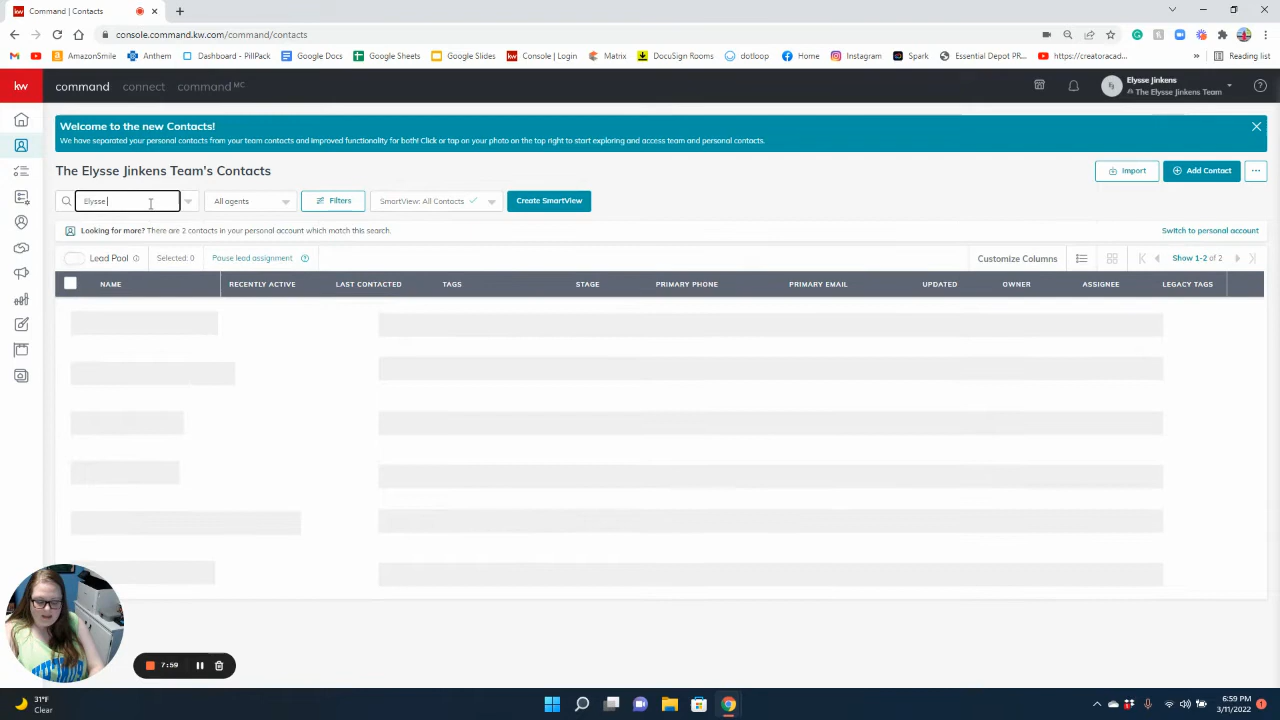 Command | Contacts
console.command.kw.com/command/contacts
AmazonSmile Anthem Dashboard - PillPack Google Docs Google Sheets Google Slides Console | Login Matrix DocuSign Rooms dotloop Home Instagram Spark Essential Depot PR... https://creatoracad... Reading list
kw command connect command MC Elysse Jinkens
EJ The Elysse Jinkens Team
Welcome to the new Contacts!
We have separated your personal contacts from your team contacts and improved functionality for both! Click or tap on your photo on the top right to start exploring and access team and personal contacts.
The Elysse Jinkens Team's Contacts Import Add Contact
Elysse All agents Filters SmartView: All Contacts Create SmartView
Looking for more? There are 2 contacts in your personal account which match this search. Switch to personal account
Lead Pool Selected: 0 Pause lead assignment Customize Columns Show 1-2 of 2
NAME RECENTLY ACTIVE LAST CONTACTED TAGS STAGE PRIMARY PHONE PRIMARY EMAIL UPDATED OWNER ASSIGNEE LEGACY TAGS
7:59
31°F
Clear
6:59 PM
3/11/2022